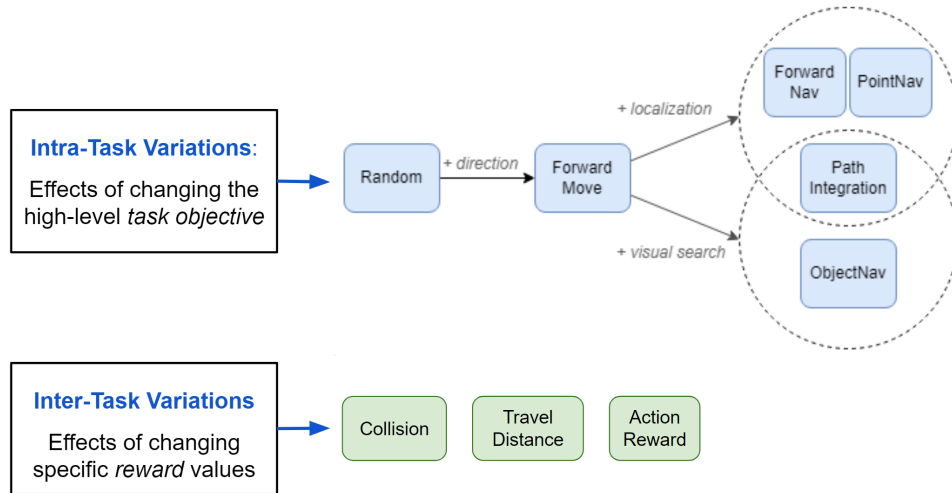 Intra-Task Variations:
Effects of changing the
high-level task objective
Random
+ direction
Forward
Move
+ localization
+ visual search
Forward
Nav
PointNav
Path
Integration
ObjectNav
Inter-Task Variations
Effects of changing
specific reward values
Collision
Travel
Distance
Action
Reward